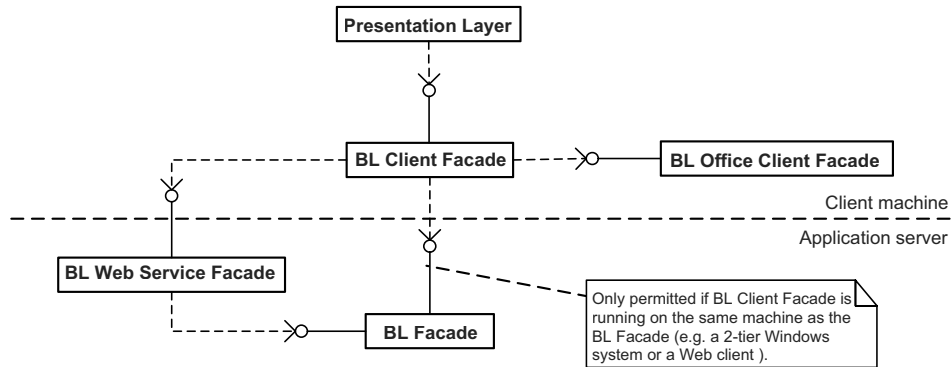 Presentation Layer
BL Client Facade
BL Office Client Facade
Client machine
Application server
BL Web Service Facade
Only permitted if BL Client Facade is
running on the same machine as the
BL Facade (e.g. a 2-tier Windows
system or a Web client ).
BL Facade